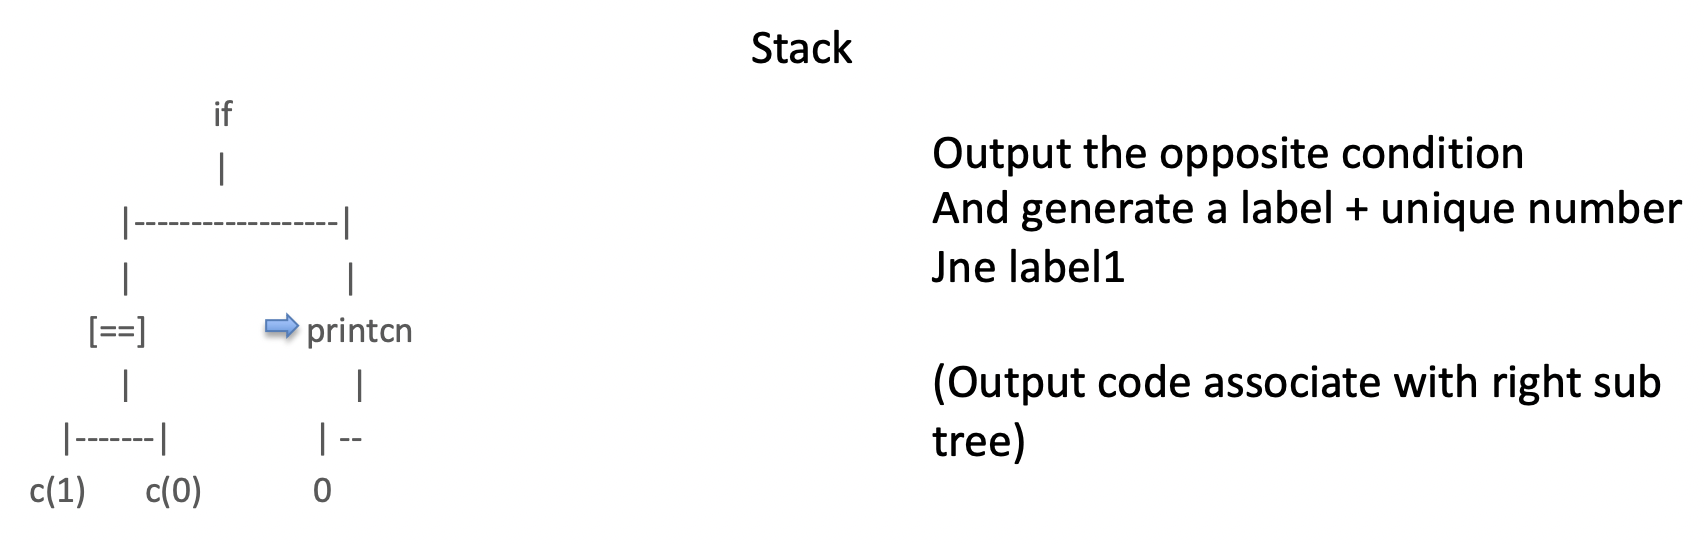 Stack
if
|
|------------------|
| |
[==] printcn
| |
|-------| | --
c(1) c(0) 0
Output the opposite condition
And generate a label + unique number
Jne label1
(Output code associate with right sub
tree)